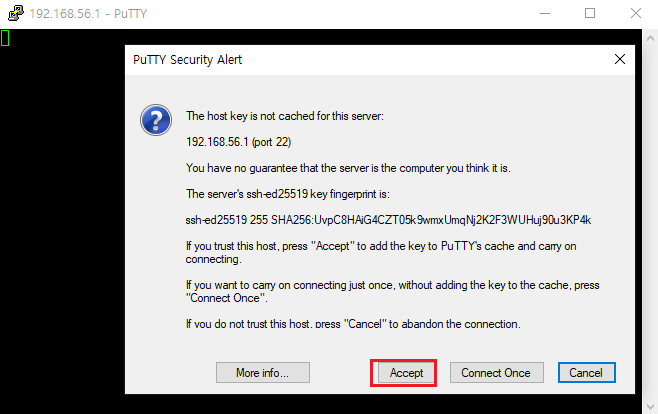 192.168.56.1 - PuTTY
PuTTY Security Alert
The host key is not cached for this server:
192.168.56.1 (port 22)
You have no guarantee that the server is the computer you think it is.
The server's ssh-ed25519 key fingerprint is:
ssh-ed25519 255 SHA256:UvpC8HAiG4CZT05k9wmxUmqNj2K2F3WUHuj90u3KP4k
If you trust this host, press "Accept" to add the key to PuTTY's cache and carry on
connecting.
If you want to carry on connecting just once, without adding the key to the cache, press
"Connect Once".
If you do not trust this host, press "Cancel" to abandon the connection.
More info...
Accept
Connect Once
Cancel